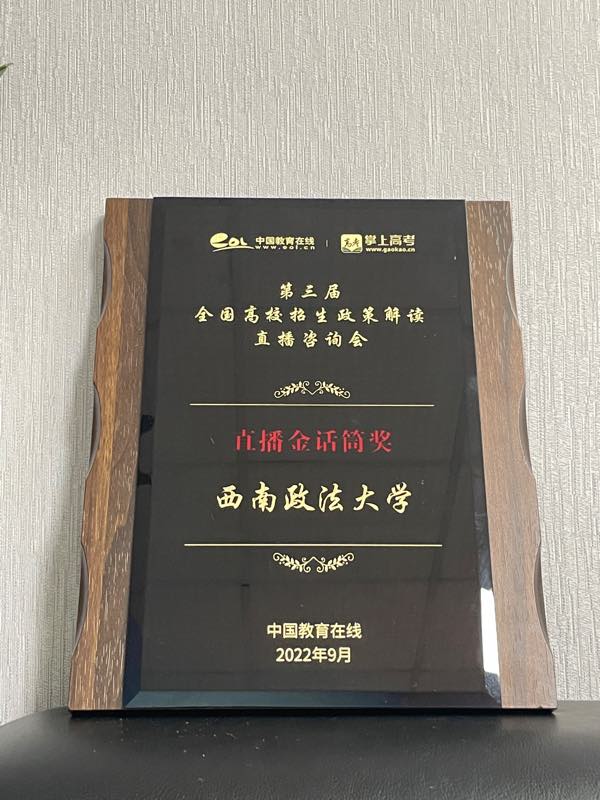 eol 中国教育在线 www.eol.cn | 高考 掌上高考 www.gaokao.cn
第三届
全国高校招生政策解读
直播咨询会
直播金话筒奖
西南政法大学
中国教育在线
2022年9月